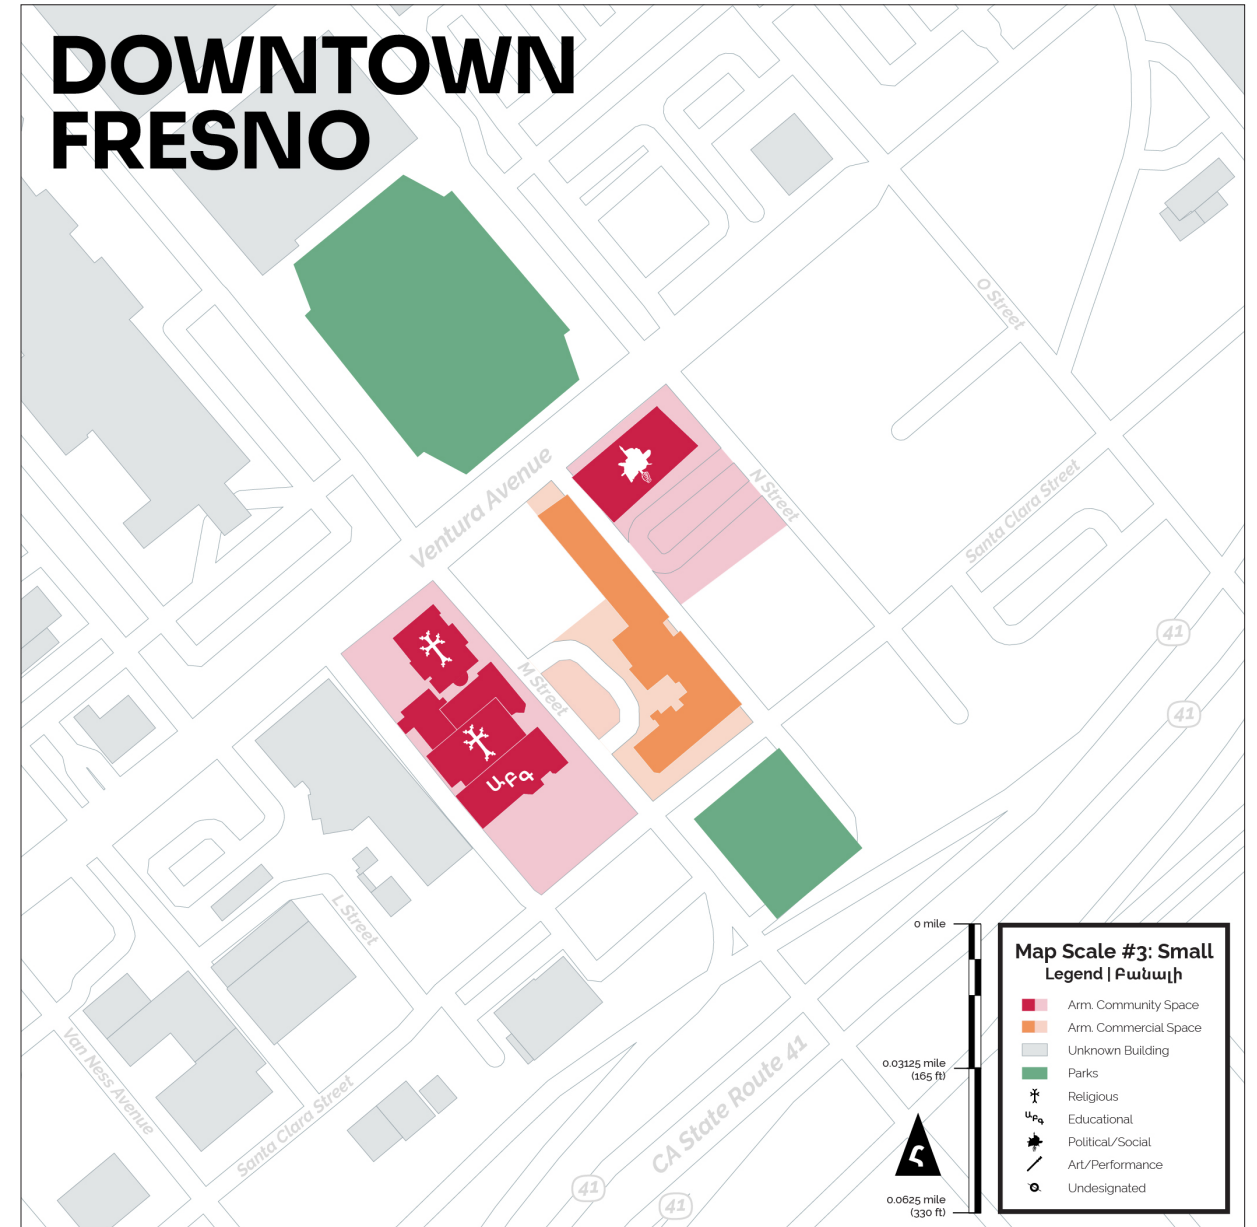 DOWNTOWN
FRESNO
O Street
Ventura Avenue
N Street
Santa Clara Street
41
M Street
41
L Street
0 mile
Map Scale #3: Small
Legend | Բանալի
Arm. Community Space
Arm. Commercial Space
Unknown Building
Parks
Religious
ԱԲԳ
Educational
Political/Social
Art/Performance
Undesignated
աբգ
Van Ness Avenue
Santa Clara Street
CA State Route 41
0.03125 mile
(165 ft)
Հ
41
41
0.0625 mile
(330 ft)